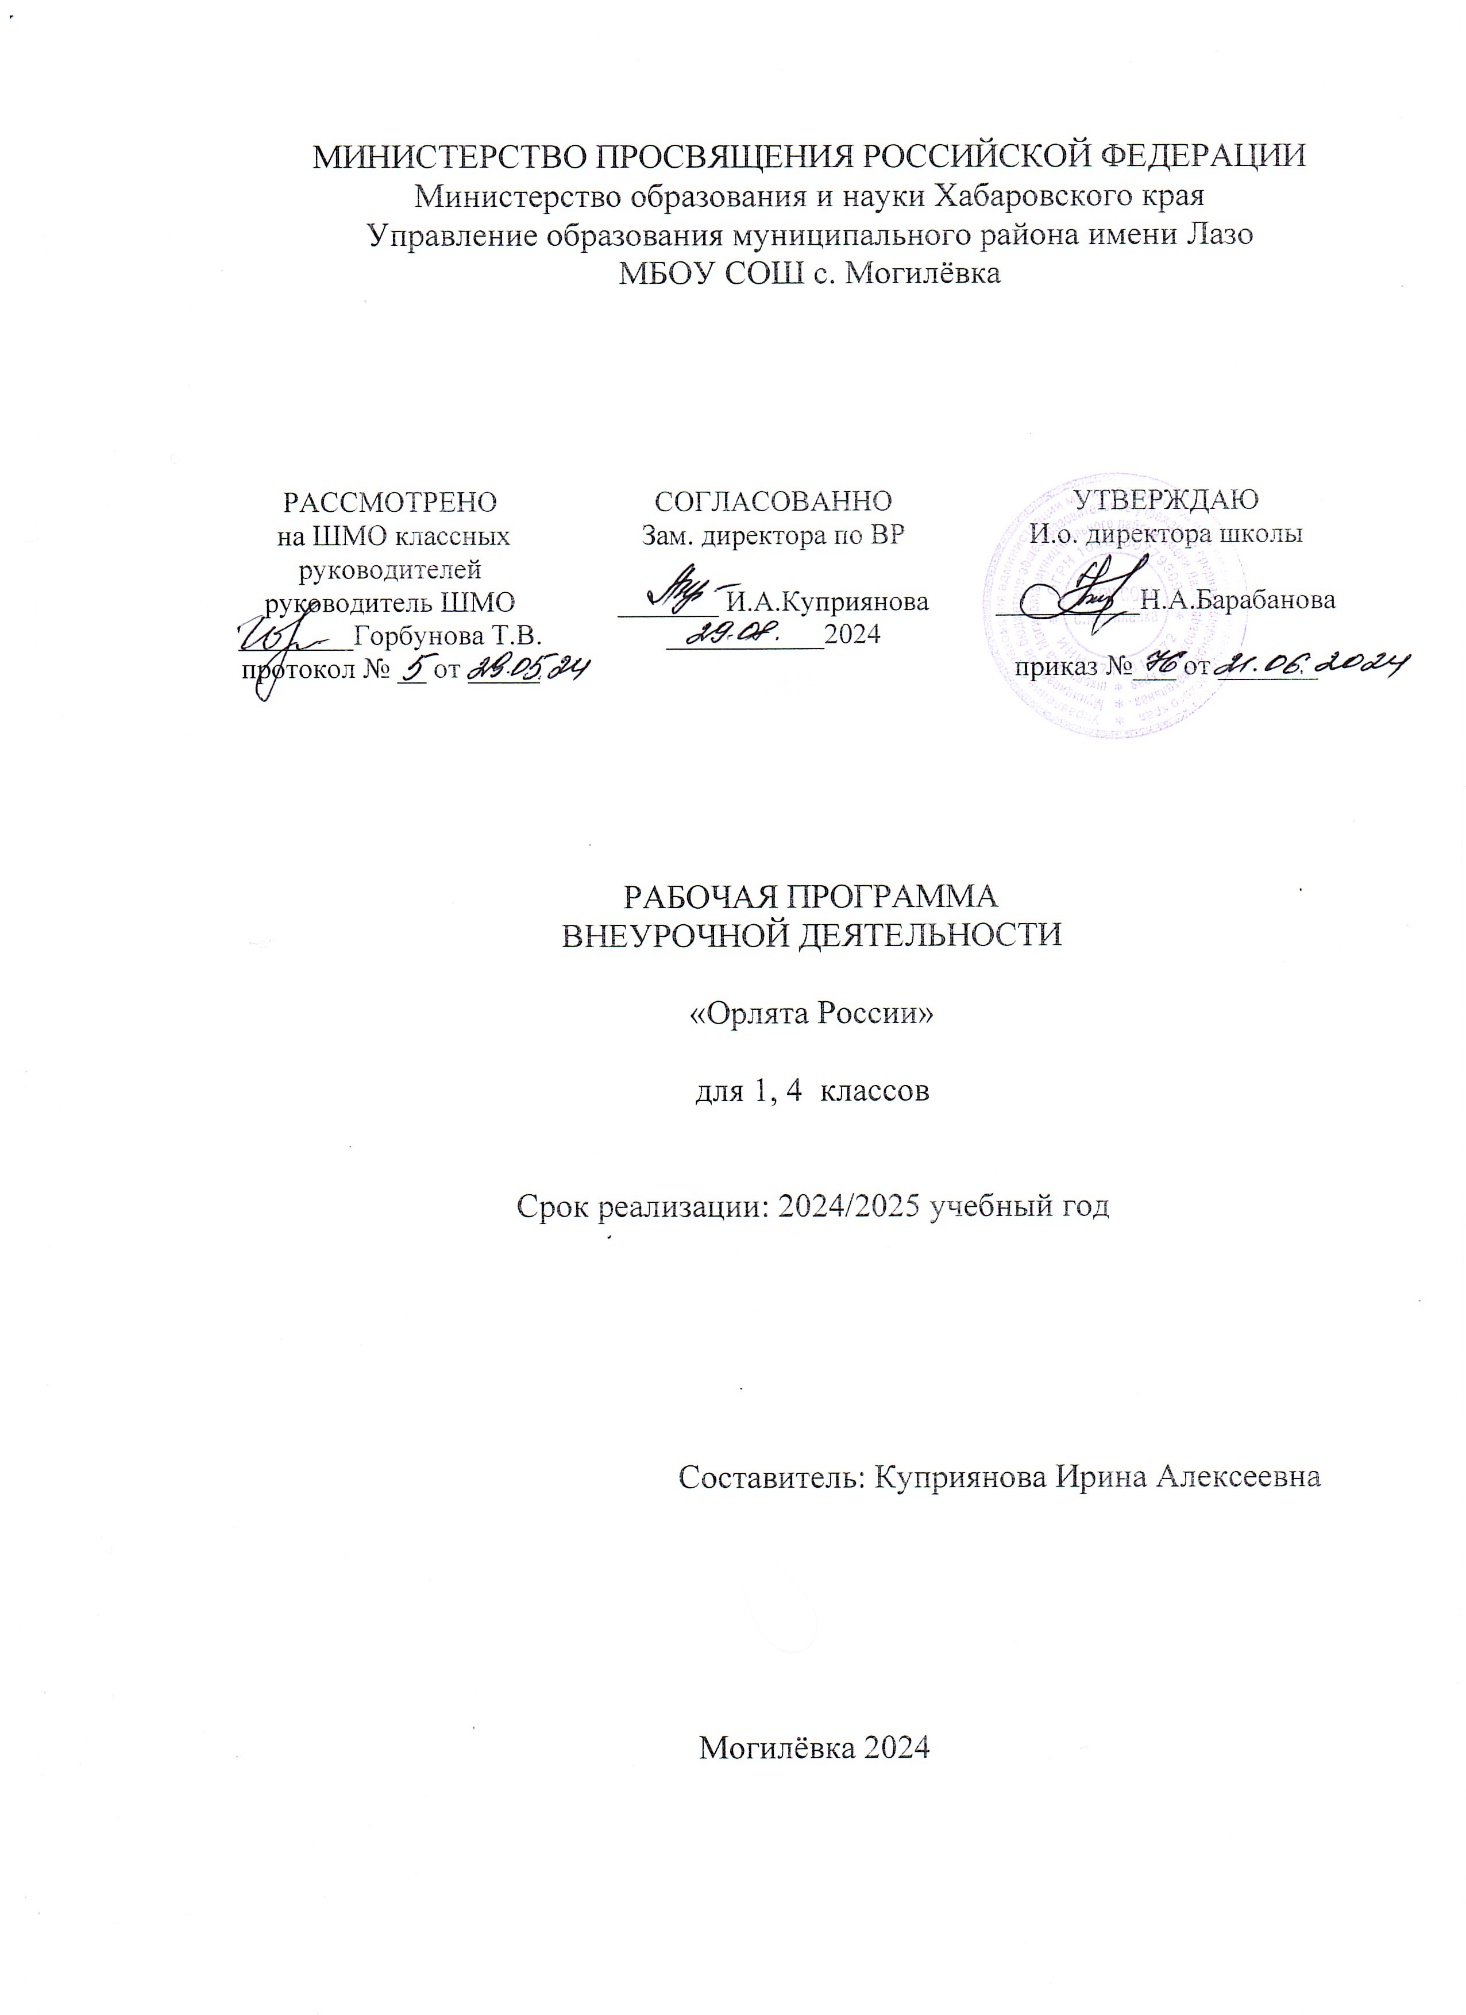 МИНИСТЕРСТВО ПРОСВЯЩЕНИЯ РОССИЙСКОЙ ФЕДЕРАЦИИ
Министерство образования и науки Хабаровского края
Управление образования муниципального района имени Лазо
МБОУ СОШ с. Могилёвка
РАССМОТРЕНО
на ШМО классных
руководителей
руководитель ШМО
Горбунова Т.В.
протокол № 5 от 29.05.24
СОГЛАСОВАННО
Зам. директора по ВР
И.А.Куприянова
29.08.2024
УТВЕРЖДАЮ
И.о. директора школы
Н.А.Барабанова
приказ № 76 от 21.06.2024
РАБОЧАЯ ПРОГРАММА
ВНЕУРОЧНОЙ ДЕЯТЕЛЬНОСТИ
«Орлята России»
для 1, 4 классов
Срок реализации: 2024/2025 учебный год
Составитель: Куприянова Ирина Алексеевна
Могилёвка 2024